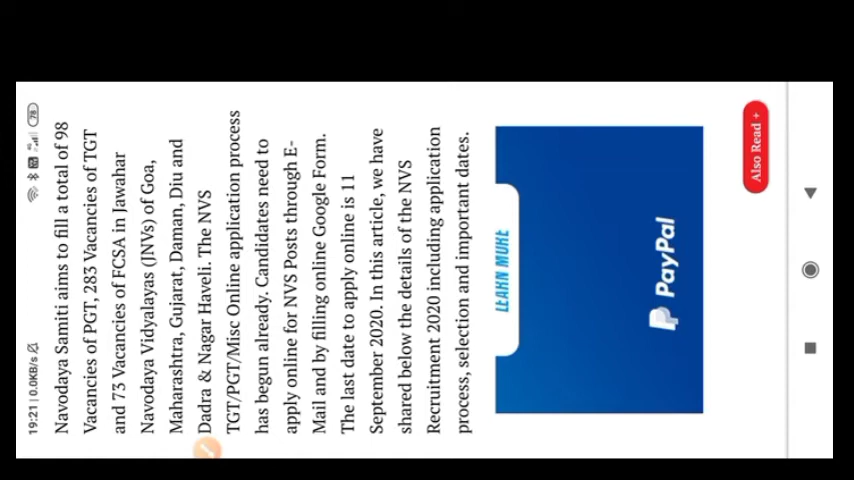 19:21 | 0.0KB/s
78
Navodaya Samiti aims to fill a total of 98
Vacancies of PGT, 283 Vacancies of TGT
and 73 Vacancies of FCSA in Jawahar
Navodaya Vidyalayas (JNVs) of Goa,
Maharashtra, Gujarat, Daman, Diu and
Dadra & Nagar Haveli. The NVS
TGT/PGT/Misc Online application process
has begun already. Candidates need to
apply online for NVS Posts through E-
Mail and by filling online Google Form.
The last date to apply online is 11
September 2020. In this article, we have
shared below the details of the NVS
Recruitment 2020 including application
process, selection and important dates.
LEARN MORE
PayPal
Also Read +